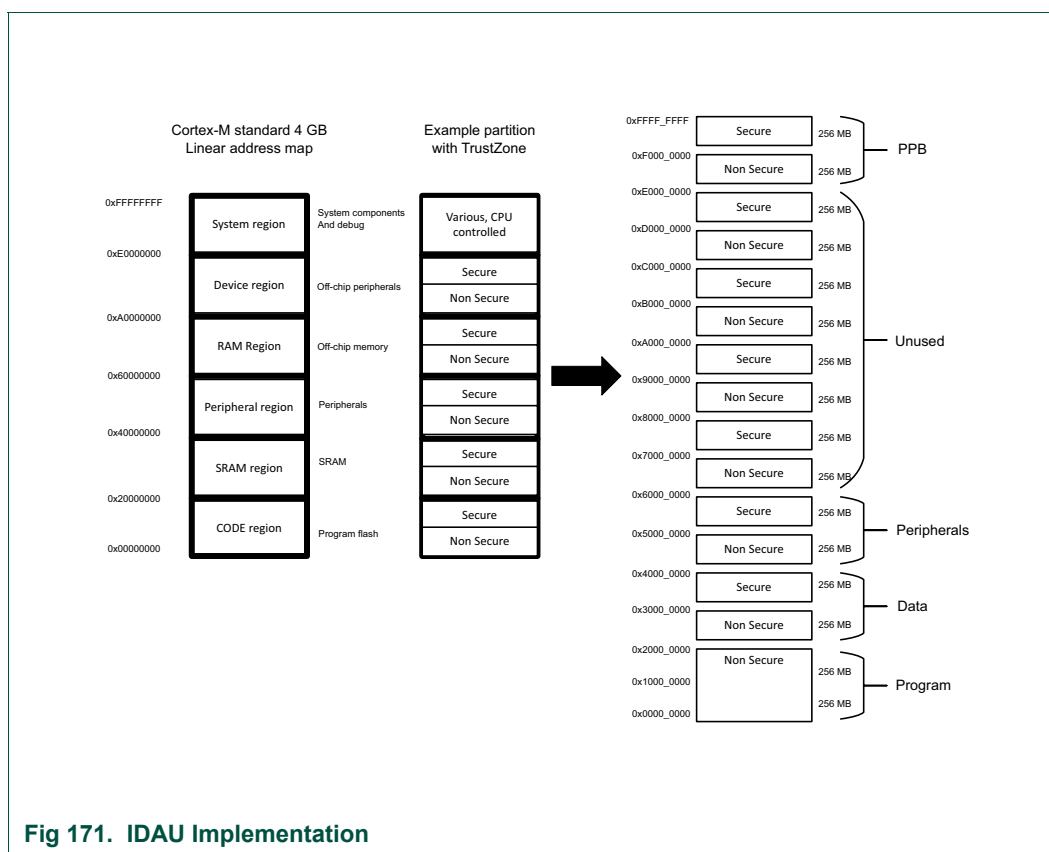 Cortex-M standard 4 GB
Linear address map
0xFFFFFFFF
System region
System components
And debug
0xE0000000
Device region
Off-chip peripherals
0xA0000000
RAM Region
Off-chip memory
0x60000000
Peripheral region
Peripherals
0x40000000
SRAM region
SRAM
0x20000000
CODE region
Program flash
0x00000000
Example partition
with TrustZone
Various, CPU
controlled
Secure
Non Secure
Secure
Non Secure
Secure
Non Secure
Secure
Non Secure
Secure
Non Secure
0xFFFF_FFFF
Secure
256 MB
PPB
0xF000_0000
Non Secure
256 MB
0xE000_0000
Secure
256 MB
0xD000_0000
Non Secure
256 MB
0xC000_0000
Secure
256 MB
0xB000_0000
Non Secure
256 MB
Unused
0xA000_0000
Secure
256 MB
0x9000_0000
Non Secure
256 MB
0x8000_0000
Secure
256 MB
0x7000_0000
Non Secure
256 MB
0x6000_0000
Secure
256 MB
Peripherals
0x5000_0000
Non Secure
256 MB
0x4000_0000
Secure
256 MB
Data
0x3000_0000
Non Secure
256 MB
0x2000_0000
Non Secure
256 MB
0x1000_0000
Program
256 MB
0x0000_0000
Fig 171. IDAU Implementation